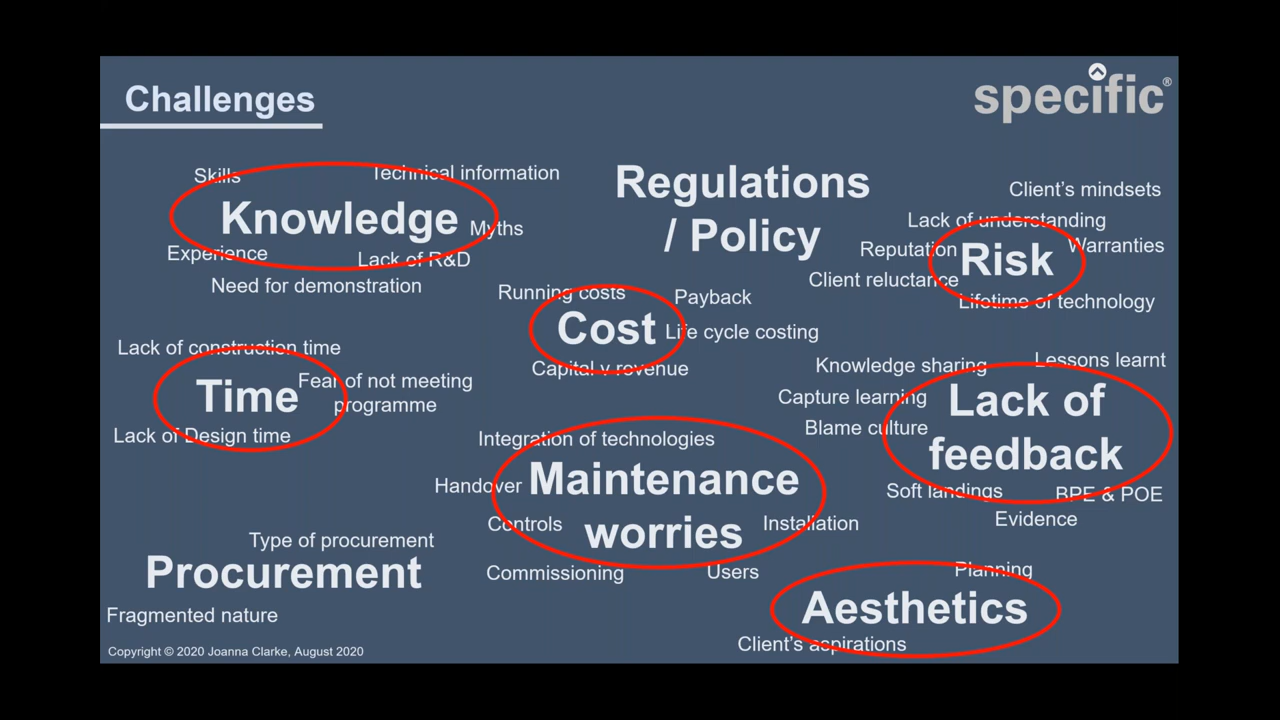 Challenges
specific®
Skills
Technical information
Knowledge
Myths
Experience
Lack of R&D
Need for demonstration
Regulations
/ Policy
Client's mindsets
Lack of understanding
Reputation
Risk
Warranties
Client reluctance
Lifetime of technology
Running costs
Payback
Cost
Life cycle costing
Capital v revenue
Lack of construction time
Time
Fear of not meeting
programme
Lack of Design time
Knowledge sharing
Lessons learnt
Capture learning
Lack of
feedback
Blame culture
Soft landings
BPE & POE
Evidence
Integration of technologies
Handover
Maintenance
worries
Controls
Installation
Commissioning
Users
Type of procurement
Procurement
Fragmented nature
Planning
Aesthetics
Client's aspirations
Copyright © 2020 Joanna Clarke, August 2020